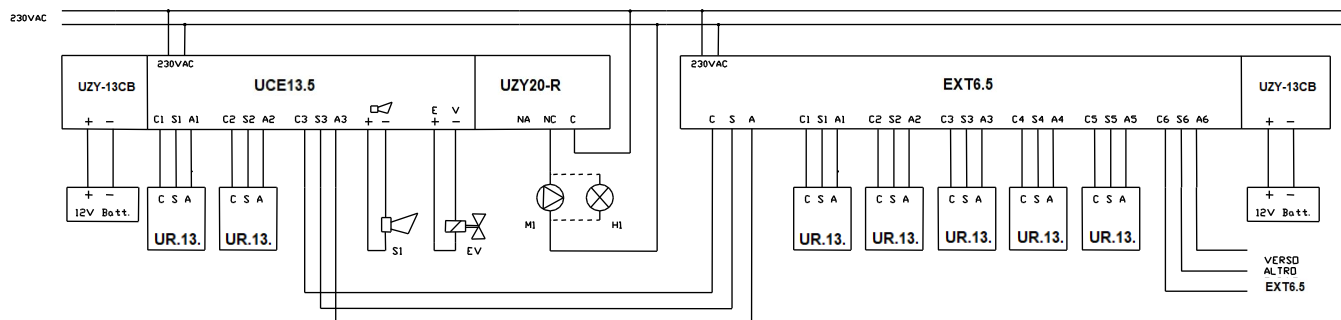 230VAC
230VAC
230VAC
UZY-13CB
UCE13.5
UZY20-R
EXT6.5
UZY-13CB
E V
+ - C1 S1 A1 C2 S2 A2 C3 S3 A3 + - + - NA NC C
C S A C1 S1 A1 C2 S2 A2 C3 S3 A3 C4 S4 A4 C5 S5 A5 C6 S6 A6 + -
+ -
12V Batt.
C S A
UR.13.
C S A
UR.13.
S1
EV
M1
H1
C S A
UR.13.
C S A
UR.13.
C S A
UR.13.
C S A
UR.13.
C S A
UR.13.
+ -
12V Batt.
VERSO
ALTRO
EXT6.5